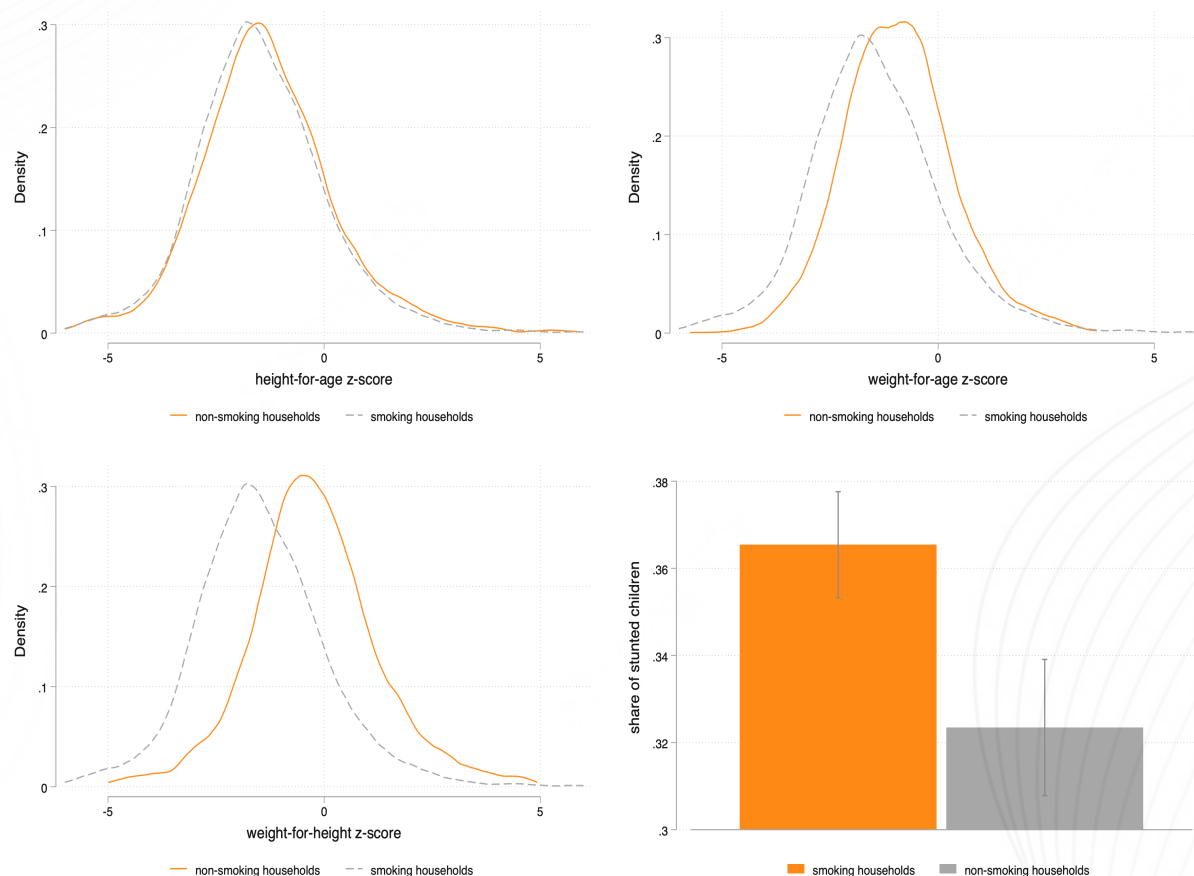 Density
.3
.2
.1
0
-5 0 5
height-for-age z-score
non-smoking households smoking households
Density
.3
.2
.1
0
-5 0 5
weight-for-age z-score
non-smoking households smoking households
Density
.3
.2
.1
0
-5 0 5
weight-for-height z-score
non-smoking households smoking households
share of stunted children
.38
.36
.34
.32
.3
smoking households non-smoking households